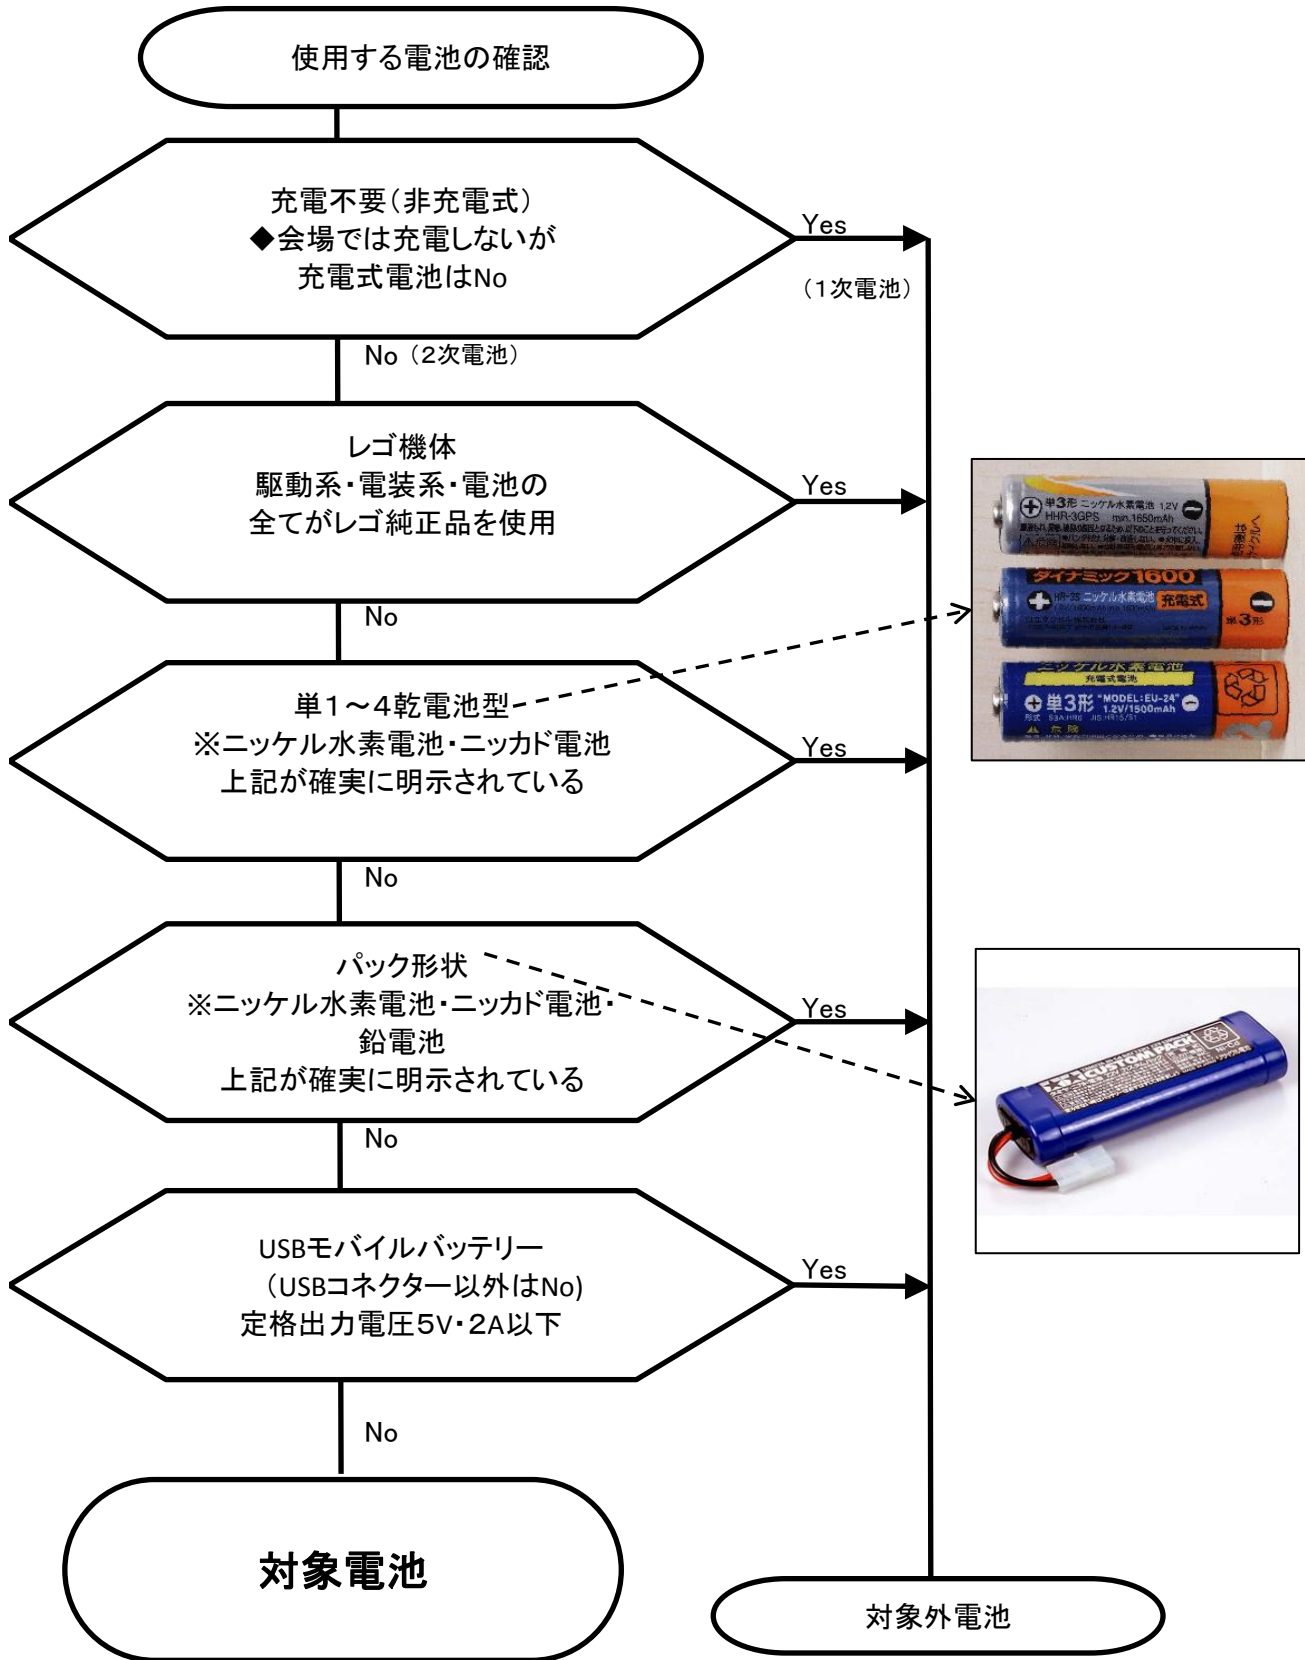 使用する電池の確認
充電不要（非充電式）
◆会場では充電しないが
充電式電池はNo
Yes
（１次電池）
No（２次電池）
レゴ機体
駆動系・電装系・電池の
全てがレゴ純正品を使用
Yes
No
単１～４乾電池型
※ニッケル水素電池・ニッカド電池
上記が確実に明示されている
Yes
No
単3形 ニッケル水素電池 1.2V
HHR-3GPS min.1650mAh
ダイナミック1600
HR-3S ニッケル水素電池 充電式
単3形
ニッケル水素電池
充電式電池
単3形 "MODEL:EU-24"
1.2V/1500mAh
パック形状
※ニッケル水素電池・ニッカド電池・
鉛電池
上記が確実に明示されている
Yes
No
CUSTOM PACK
USBモバイルバッテリー
（USBコネクター以外はNo)
定格出力電圧５V・２A以下
Yes
No
対象電池
対象外電池